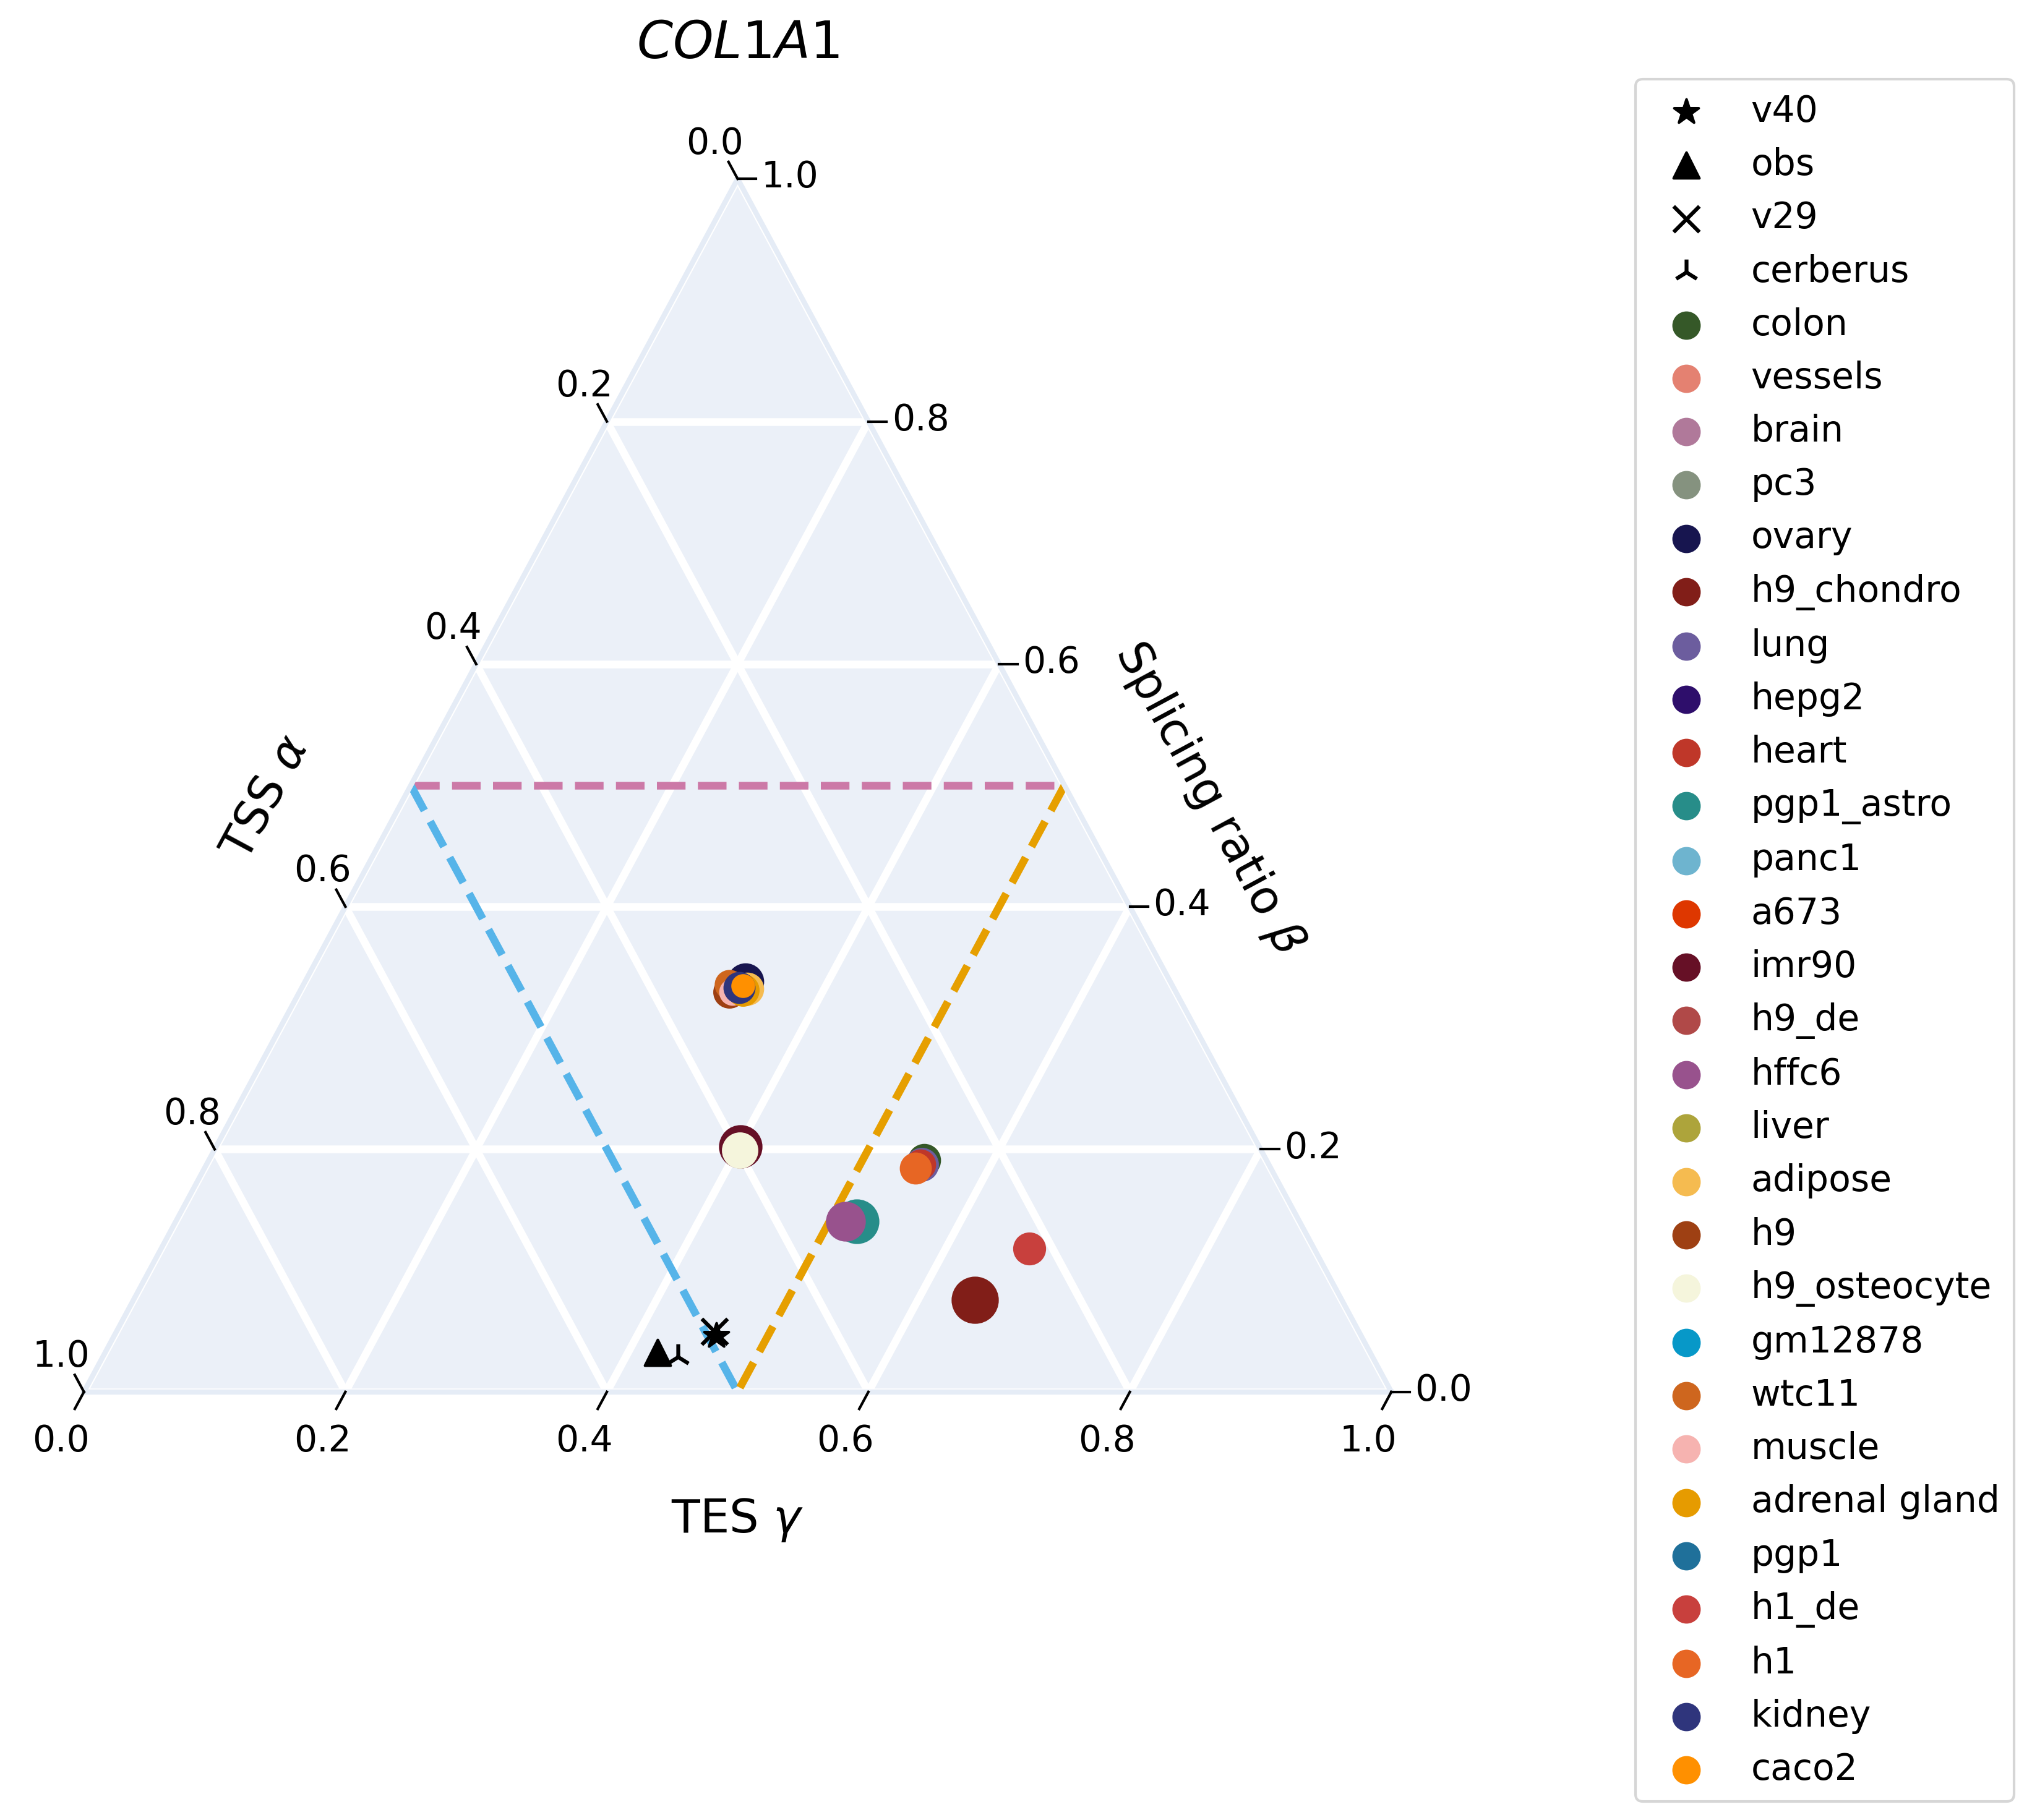 COL1A1
0.0
1.0
0.2
0.8
0.4
0.6
TSS α
Splicing ratio β
0.6
0.4
0.8
0.2
1.0
0.0
0.0
0.2
0.4
0.6
0.8
1.0
TES γ
v40
obs
v29
cerberus
colon
vessels
brain
pc3
ovary
h9_chondro
lung
hepg2
heart
pgp1_astro
panc1
a673
imr90
h9_de
hffc6
liver
adipose
h9
h9_osteocyte
gm12878
wtc11
muscle
adrenal gland
pgp1
h1_de
h1
kidney
caco2